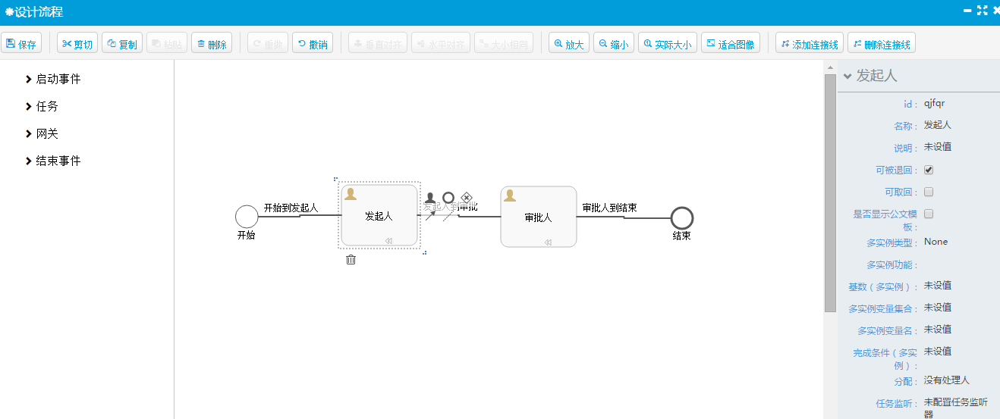 设计流程
保存 剪切 复制 粘贴 删除 重做 撤销 垂直对齐 水平对齐 大小相同 放大 缩小 实际大小 适合图像 添加连接线 删除连接线
启动事件
任务
网关
结束事件
开始到发起人
发起人
发起人到审批
审批人
审批人到结束
开始
结束
发起人
id : qjfqr
名称 : 发起人
说明 : 未设值
可被退回 :
可取回 :
是否显示公文模
板 :
多实例类型 : None
多实例功能 :
基数（多实例）: 未设值
多实例变量集合 : 未设值
多实例变量名 : 未设值
完成条件（多实 未设值
例）:
分配 : 没有处理人
任务监听 : 未配置任务监听
器